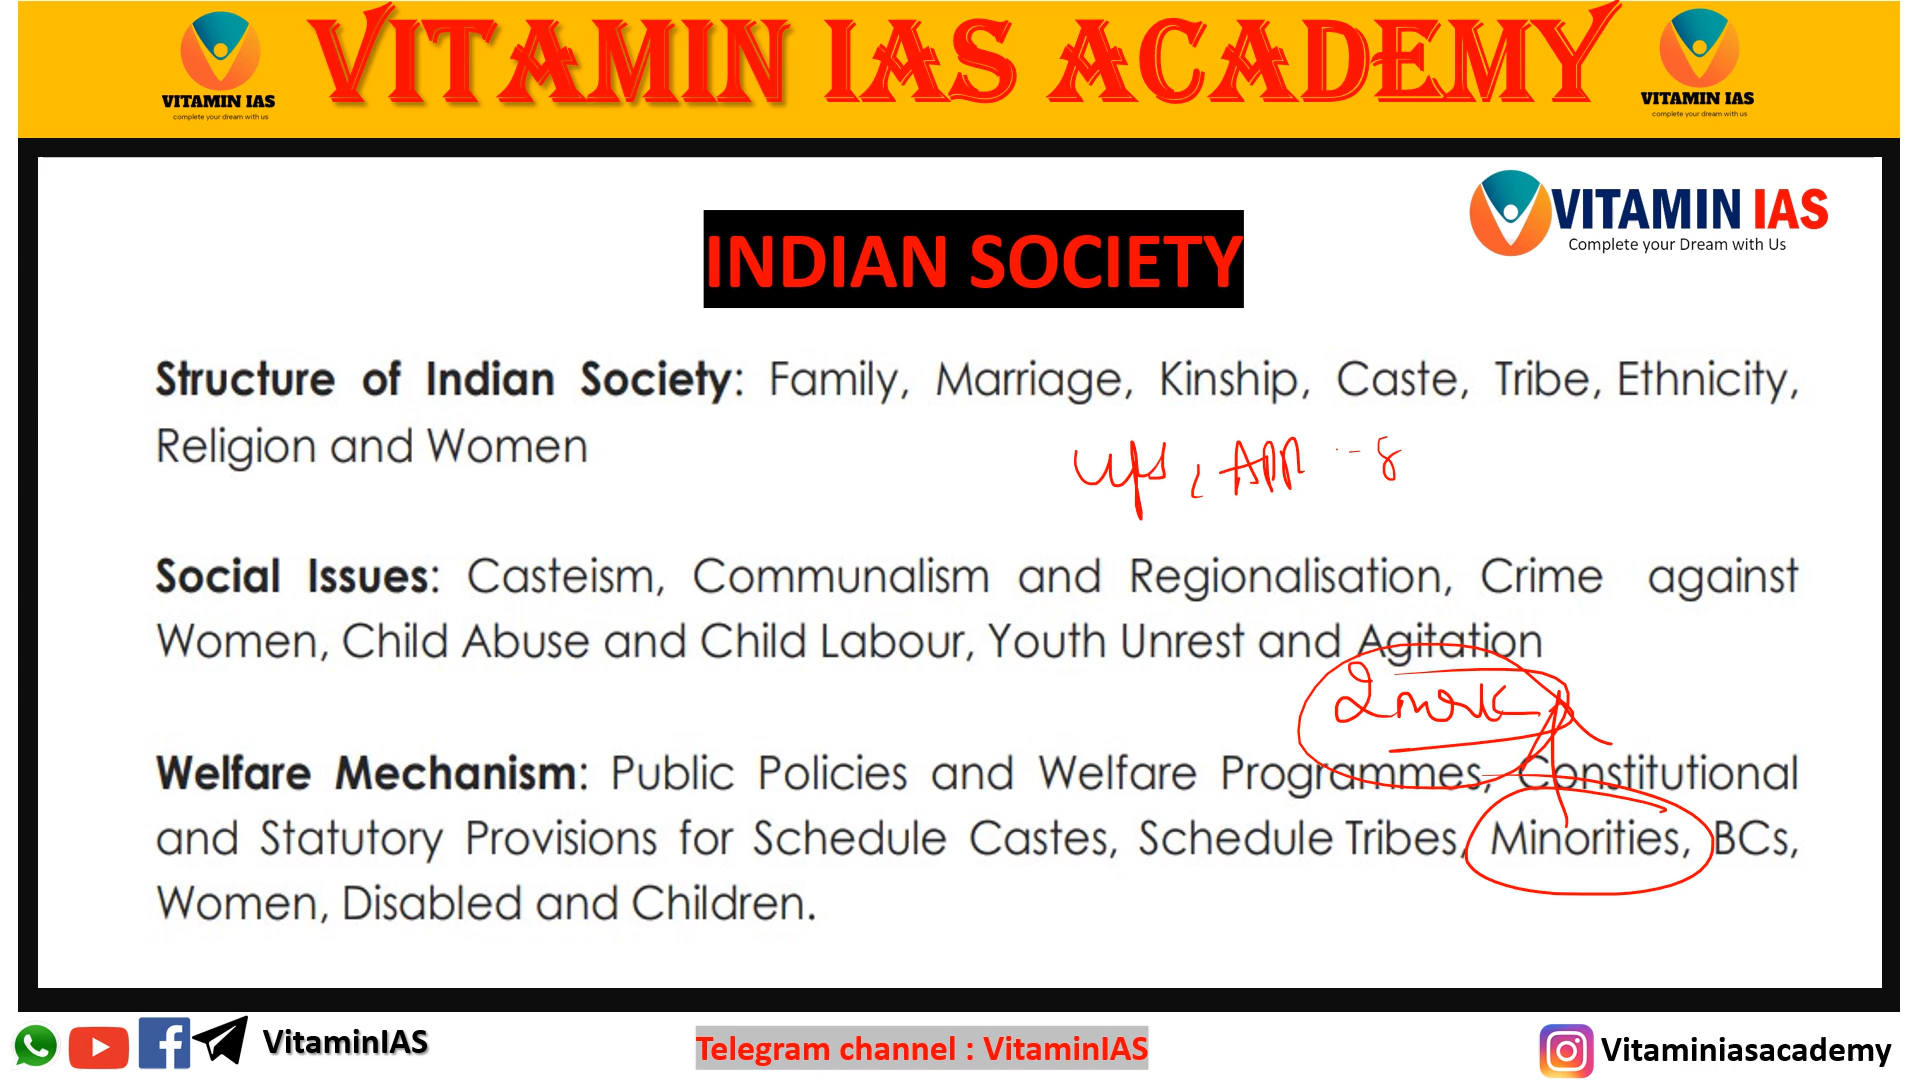 VITAMIN IAS ACADEMY
VITAMIN IAS
complete your dream with us
VITAMIN IAS
complete your dream with us
VITAMIN IAS
Complete your Dream with Us
INDIAN SOCIETY
Structure of Indian Society: Family, Marriage, Kinship, Caste, Tribe, Ethnicity,
Religion and Women
Social Issues: Casteism, Communalism and Regionalisation, Crime against
Women, Child Abuse and Child Labour, Youth Unrest and Agitation
2 mark
Welfare Mechanism: Public Policies and Welfare Programmes, Constitutional
and Statutory Provisions for Schedule Castes, Schedule Tribes, Minorities, BCs,
Women, Disabled and Children.
VitaminIAS
Telegram channel : VitaminIAS
Vitaminiasacademy